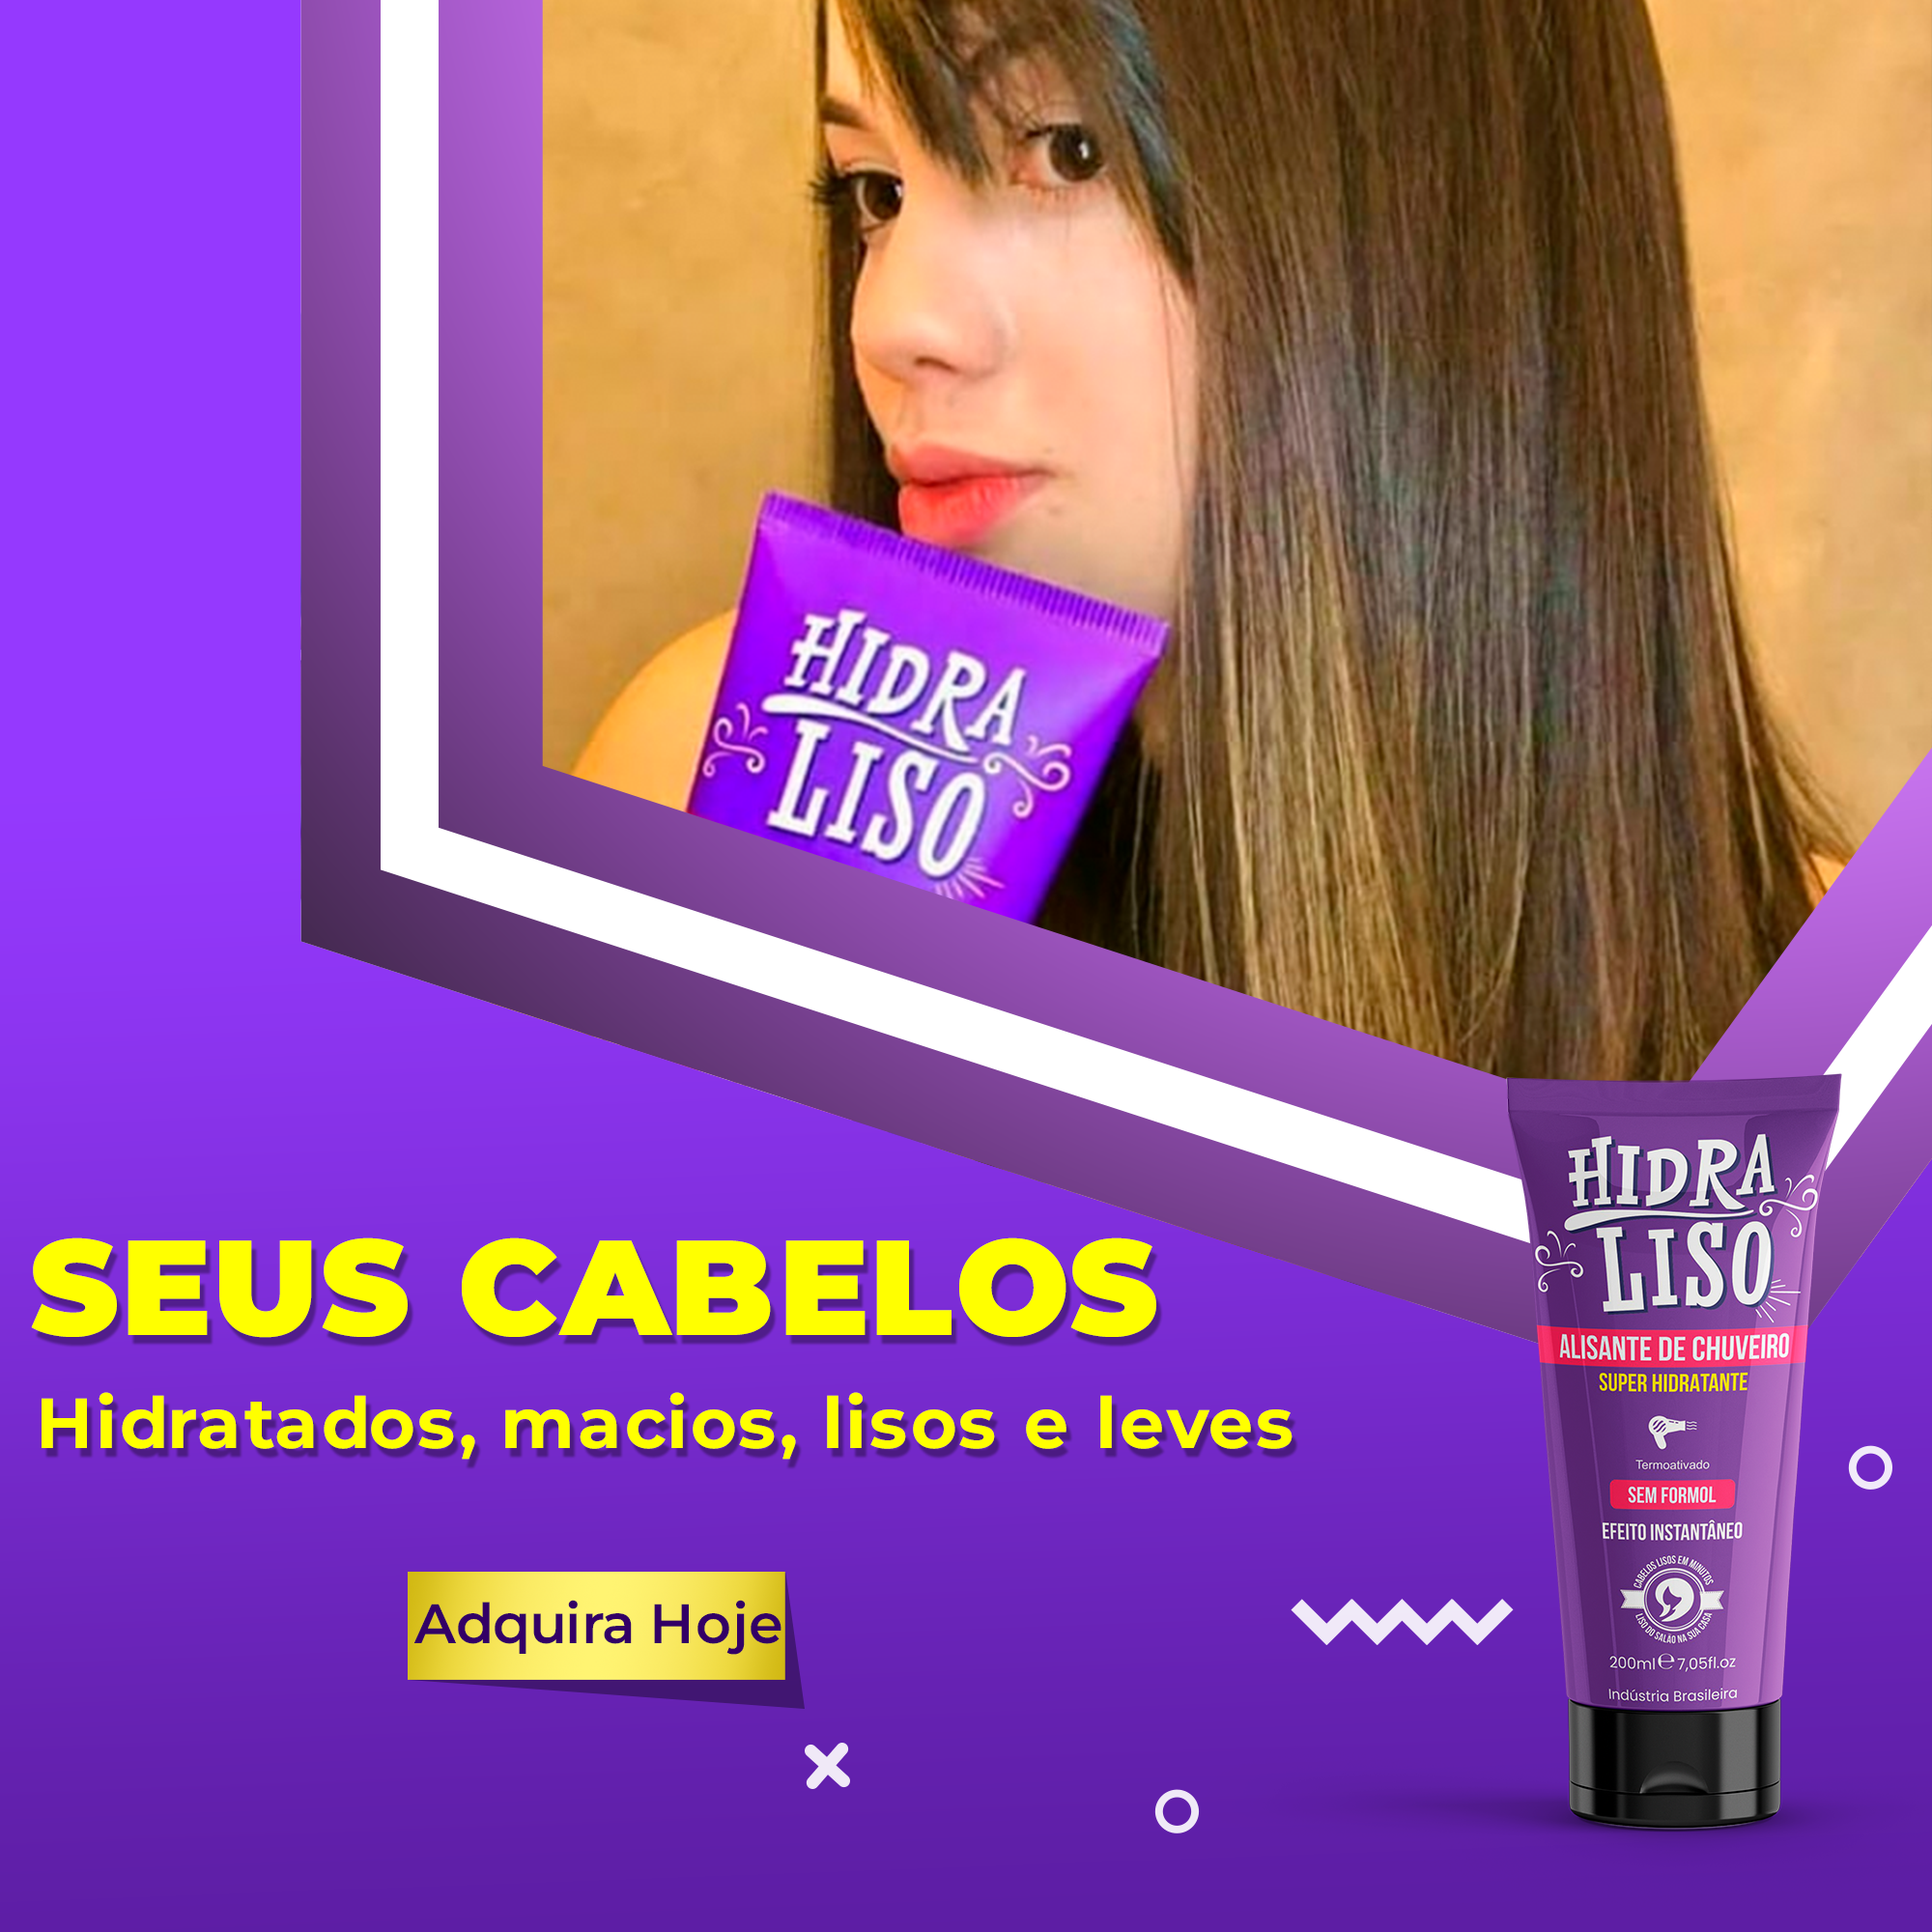 HIDRA
LISO
SEUS CABELOS
Hidratados, macios, lisos e leves
Adquira Hoje
HIDRA
LISO
ALISANTE DE CHUVEIRO
SUPER HIDRATANTE
Termoativado
SEM FORMOL
EFEITO INSTANTÂNEO
CABELOS LISOS EM MINUTOS
LISO DO SALÃO NA SUA CASA
200ml℮7,05fl.oz
Indústria Brasileira